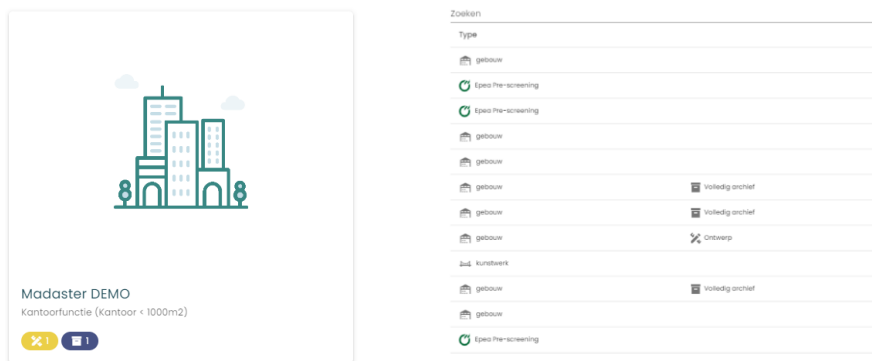 Madaster DEMO
Kantoorfunctie (Kantoor < 1000m2)
1 1
Zoeken
Type
gebouw
Epea Pre-screening
Epea Pre-screening
gebouw
gebouw
gebouw Volledig archief
gebouw Volledig archief
gebouw Ontwerp
kunstwerk
gebouw Volledig archief
gebouw
Epea Pre-screening